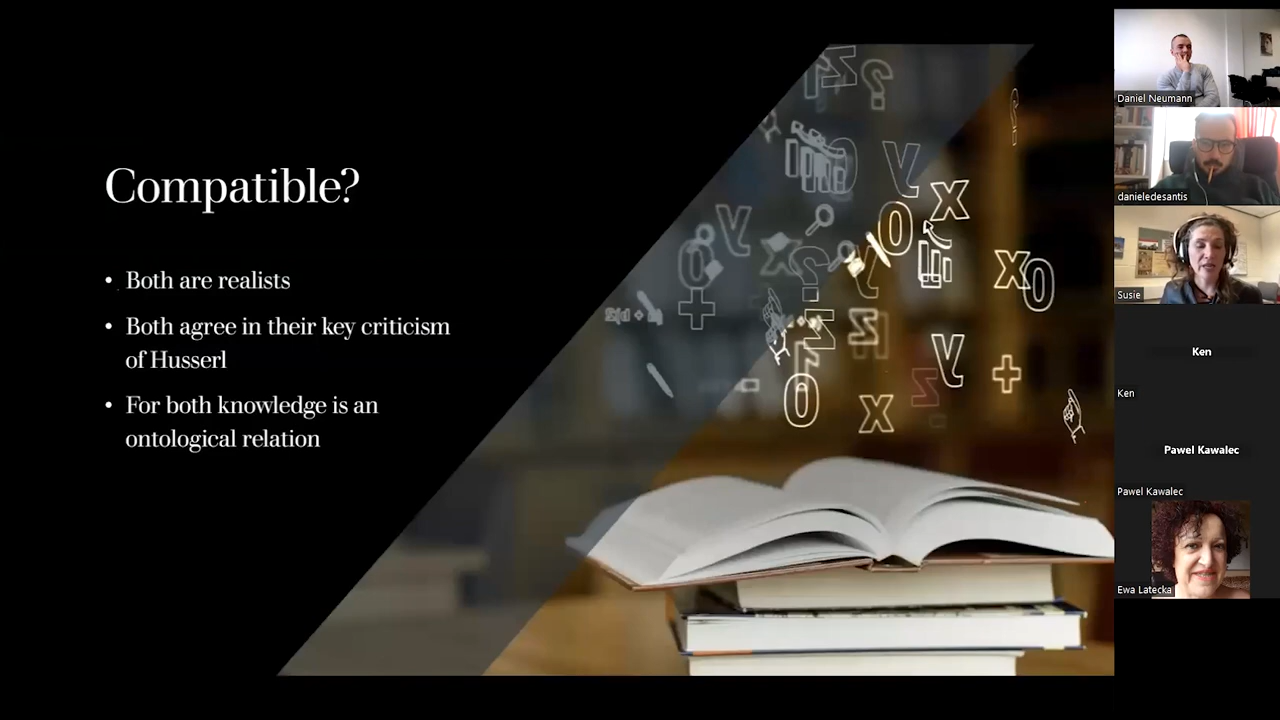 Compatible?
• Both are realists
• Both agree in their key criticism
of Husserl
• For both knowledge is an
ontological relation
Daniel Neumann
danieledesantis
Susie
Ken
Ken
Pawel Kawalec
Pawel Kawalec
Ewa Latecka